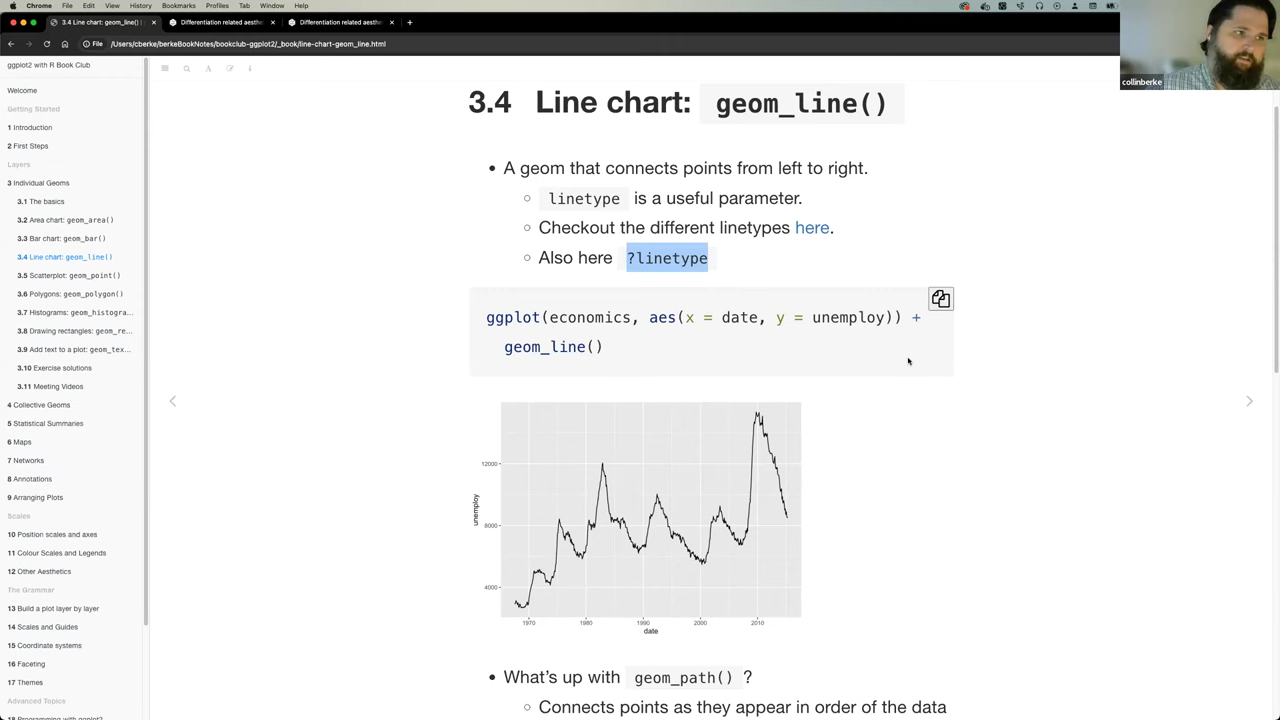 Chrome File Edit View History Bookmarks Profiles Tab Window Help
3.4 Line chart: geom_line() |
Differentiation related aesthe
Differentiation related aesthe
File /Users/cberke/berkeBookNotes/bookclub-ggplot2/_book/line-chart-geom_line.html
collinberke
ggplot2 with R Book Club
Welcome
Getting Started
1 Introduction
2 First Steps
Layers
3 Individual Geoms
3.1 The basics
3.2 Area chart: geom_area()
3.3 Bar chart: geom_bar()
3.4 Line chart: geom_line()
3.5 Scatterplot: geom_point()
3.6 Polygons: geom_polygon()
3.7 Histograms: geom_histogra...
3.8 Drawing rectangles: geom_re...
3.9 Add text to a plot: geom_tex...
3.10 Exercise solutions
3.11 Meeting Videos
4 Collective Geoms
5 Statistical Summaries
6 Maps
7 Networks
8 Annotations
9 Arranging Plots
Scales
10 Position scales and axes
11 Colour Scales and Legends
12 Other Aesthetics
The Grammar
13 Build a plot layer by layer
14 Scales and Guides
15 Coordinate systems
16 Faceting
17 Themes
Advanced Topics
18 Programming with ggplot2
3.4 Line chart: geom_line()
• A geom that connects points from left to right.
linetype is a useful parameter.
Checkout the different linetypes here.
Also here ?linetype
ggplot(economics, aes(x = date, y = unemploy)) +
geom_line()
12000
8000
4000
unemploy
1970 1980 1990 2000 2010
date
• What's up with geom_path() ?
Connects points as they appear in order of the data